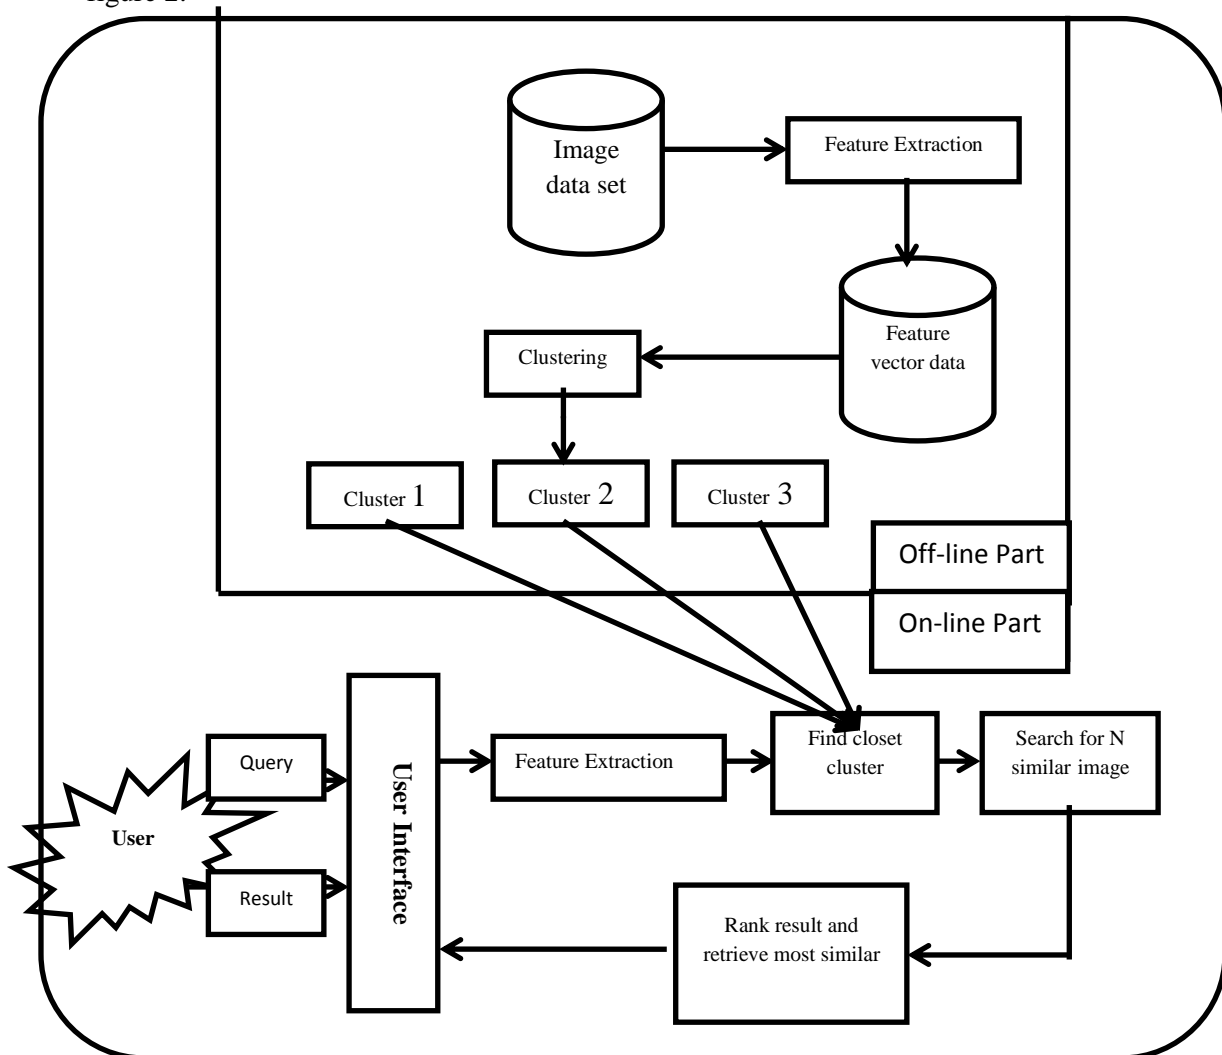 figure 2.
Image
data set
Feature Extraction
Feature
vector data
Clustering
Cluster 1
Cluster 2
Cluster 3
Off-line Part
On-line Part
Query
User
Result
User Interface
Feature Extraction
Find closet
cluster
Search for N
similar image
Rank result and
retrieve most similar